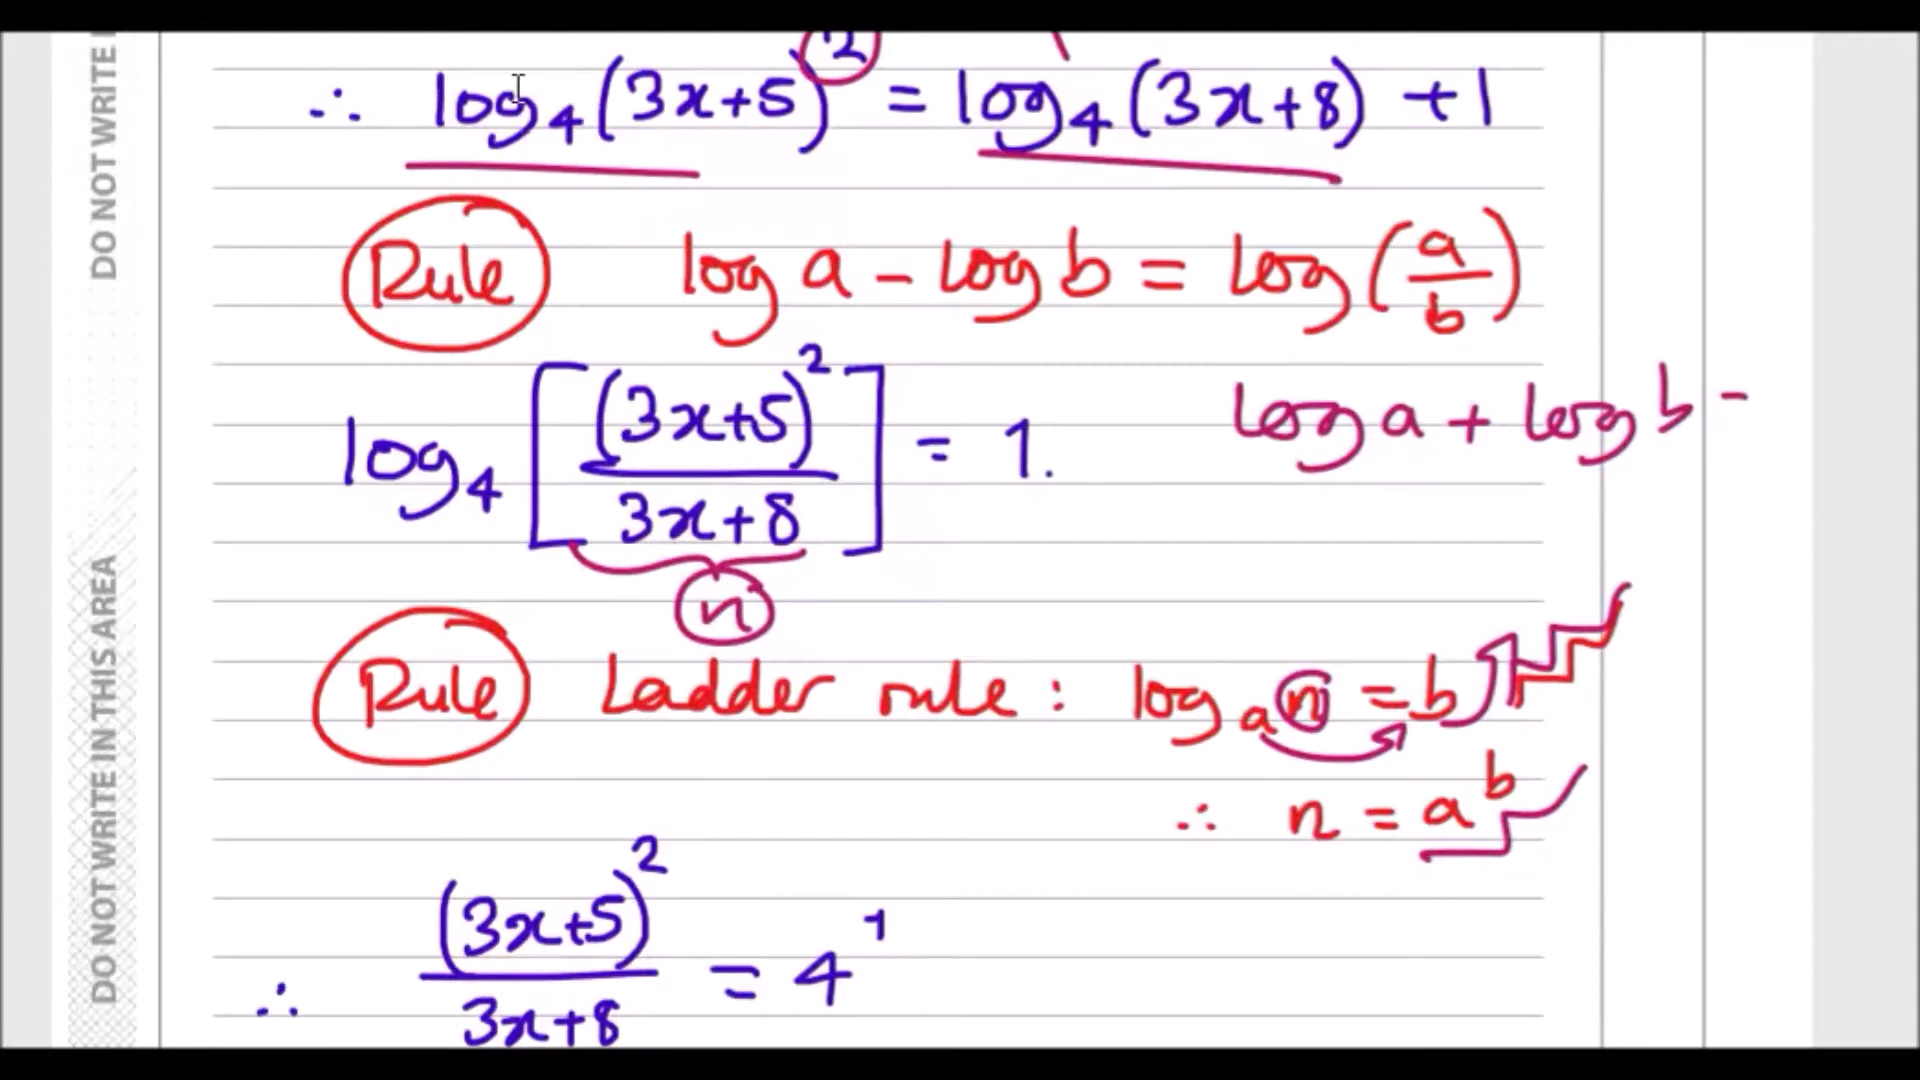 DO NOT WRITE I
∴ log₄(3x+5)² = log₄(3x+8) +1
Rule log a - log b = log(a/b)
log₄[(3x+5)²/3x+8] = 1.
log a + log b -
n
DO NOT WRITE IN THIS AREA
Rule Ladder rule : logₐn = b
∴ n = aᵇ
∴ (3x+5)²/3x+8 = 4¹